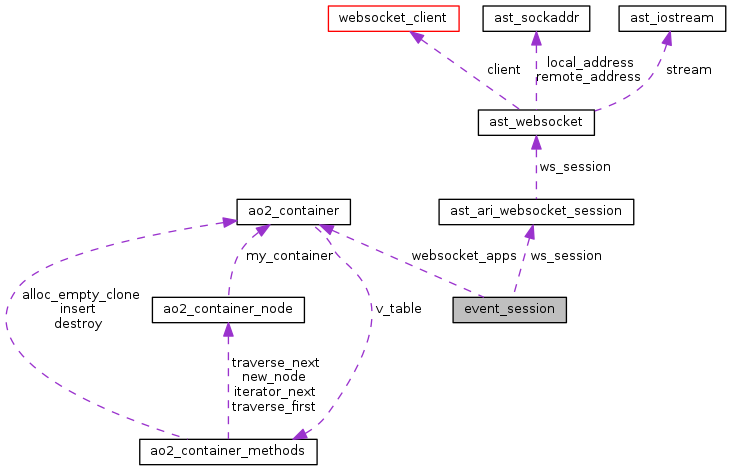 websocket_client
ast_sockaddr
ast_iostream
client
local_address
remote_address
stream
ast_websocket
ws_session
ao2_container
ast_ari_websocket_session
my_container
websocket_apps
ws_session
alloc_empty_clone
insert
destroy
ao2_container_node
v_table
event_session
traverse_next
new_node
iterator_next
traverse_first
ao2_container_methods